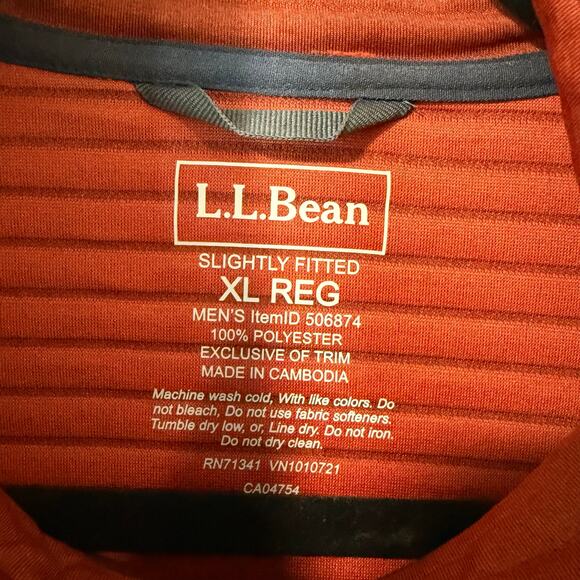 L.L.Bean
SLIGHTLY FITTED
XL REG
MEN'S ItemID 506874
100% POLYESTER
EXCLUSIVE OF TRIM
MADE IN CAMBODIA
Machine wash cold, With like colors. Do
not bleach, Do not use fabric softeners.
Tumble dry low, or, Line dry. Do not iron.
Do not dry clean.
RN71341 VN1010721
CA04754